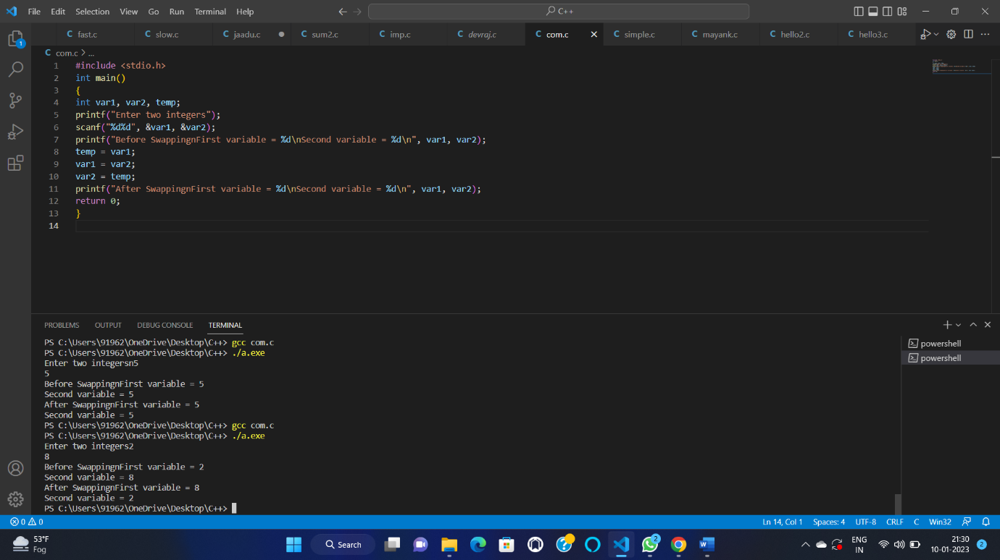 File Edit Selection View Go Run Terminal Help
C++
C fast.c C slow.c C jaadu.c C sum2.c C imp.c C devraj.c C com.c C simple.c C mayank.c C hello2.c C hello3.c
1
C com.c > ...
1 #include <stdio.h>
2 int main()
3 {
4 int var1, var2, temp;
5 printf("Enter two integers");
6 scanf("%d%d", &var1, &var2);
7 printf("Before SwappingnFirst variable = %d\nSecond variable = %d\n", var1, var2);
8 temp = var1;
9 var1 = var2;
10 var2 = temp;
11 printf("After SwappingnFirst variable = %d\nSecond variable = %d\n", var1, var2);
12 return 0;
13 }
14
PROBLEMS OUTPUT DEBUG CONSOLE TERMINAL
PS C:\Users\91962\OneDrive\Desktop\C++> gcc com.c
PS C:\Users\91962\OneDrive\Desktop\C++> ./a.exe
Enter two integersn5
5
Before SwappingnFirst variable = 5
Second variable = 5
After SwappingnFirst variable = 5
Second variable = 5
PS C:\Users\91962\OneDrive\Desktop\C++> gcc com.c
PS C:\Users\91962\OneDrive\Desktop\C++> ./a.exe
Enter two integers2
8
Before SwappingnFirst variable = 2
Second variable = 8
After SwappingnFirst variable = 8
Second variable = 2
PS C:\Users\91962\OneDrive\Desktop\C++>
powershell
powershell
0 0 Ln 14, Col 1 Spaces: 4 UTF-8 CRLF C Win32
53°F
Fog
Search
2
ENG
IN
21:30
10-01-2023
2